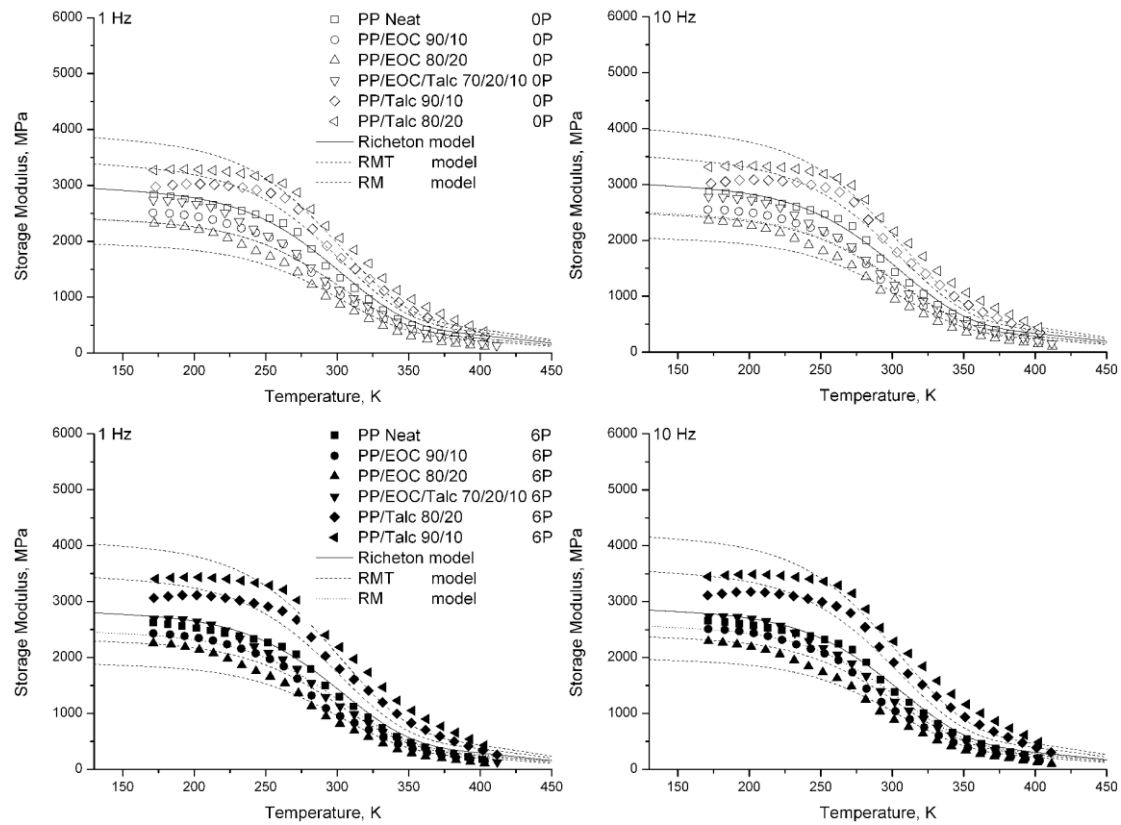 1 Hz
PP Neat 0P
PP/EOC 90/10 0P
PP/EOC 80/20 0P
PP/EOC/Talc 70/20/10 0P
PP/Talc 90/10 0P
PP/Talc 80/20 0P
Richeton model
RMT model
RM model
6000
5000
4000
3000
2000
1000
0
Storage Modulus, MPa
150 200 250 300 350 400 450
Temperature, K
10 Hz
6000
5000
4000
3000
2000
1000
0
Storage Modulus, MPa
150 200 250 300 350 400 450
Temperature, K
1 Hz
PP Neat 6P
PP/EOC 90/10 6P
PP/EOC 80/20 6P
PP/EOC/Talc 70/20/10 6P
PP/Talc 80/20 6P
PP/Talc 90/10 6P
Richeton model
RMT model
RM model
6000
5000
4000
3000
2000
1000
0
Storage Modulus, MPa
150 200 250 300 350 400 450
Temperature, K
10 Hz
6000
5000
4000
3000
2000
1000
0
Storage Modulus, MPa
150 200 250 300 350 400 450
Temperature, K